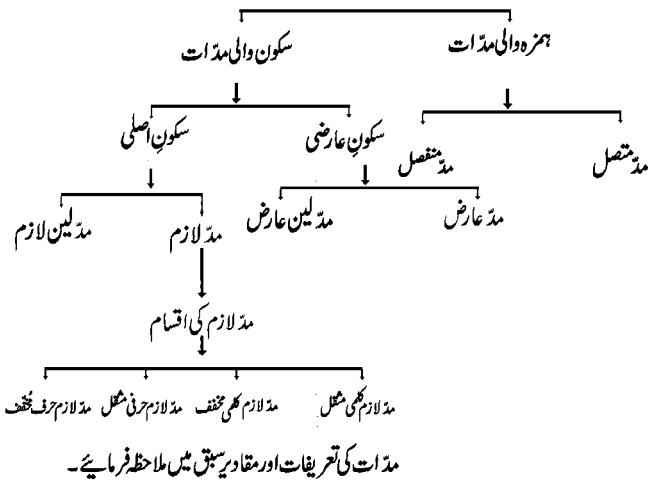 ہمزہ والی مدّات سکون والی مدّات
سکونِ عارضی سکونِ اصلی
مدّ متصل مدّ منفصل
مدّ عارض مدّ لین عارض مدّ لازم مدّ لین لازم
مدّ لازم کی اقسام
مدّ لازم کلمی مثقل مدّ لازم کلمی مخفف مدّ لازم حرفی مثقل مدّ لازم حرف مُخفف
مدّات کی تعریفات اور مقادیر سبق میں ملاحظہ فرمائیے۔